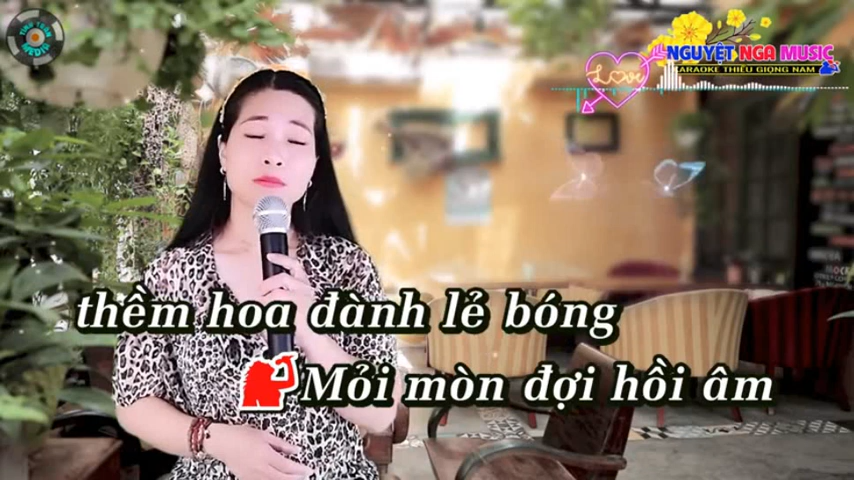 NGUYỆT NGA MUSIC
KARAOKE THIẾU GIỌNG NAM
Love
thềm hoa đành lẻ bóng
Mỏi mòn đợi hồi âm